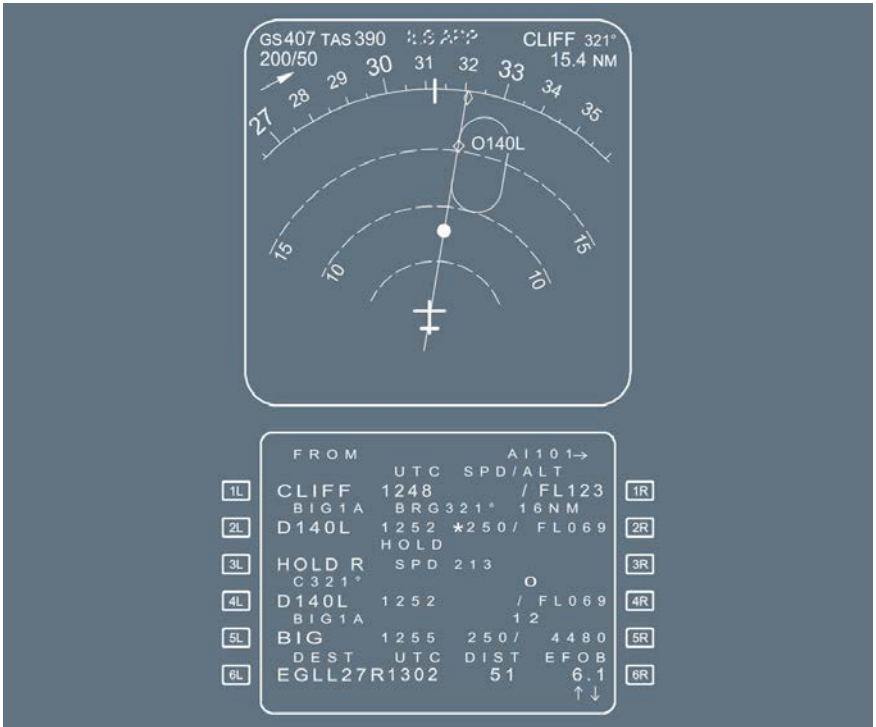 GS407 TAS390 CLIFF 321°
200/50 15.4 NM
27 28 29 30 31 32 33 34 35
O140L
15 15
10 10
FROM AI101→
UTC SPD/ALT
1L CLIFF 1248 / FL123 1R
BIG1A BRG321° 16NM
2L D140L 1252 *250/ FL069 2R
HOLD
3L HOLD R SPD 213 3R
C321° O
4L D140L 1252 / FL069 4R
BIG1A 12
5L BIG 1255 250/ 4480 5R
DEST UTC DIST EFOB
6L EGLL27R1302 51 6.1 6R
↑↓